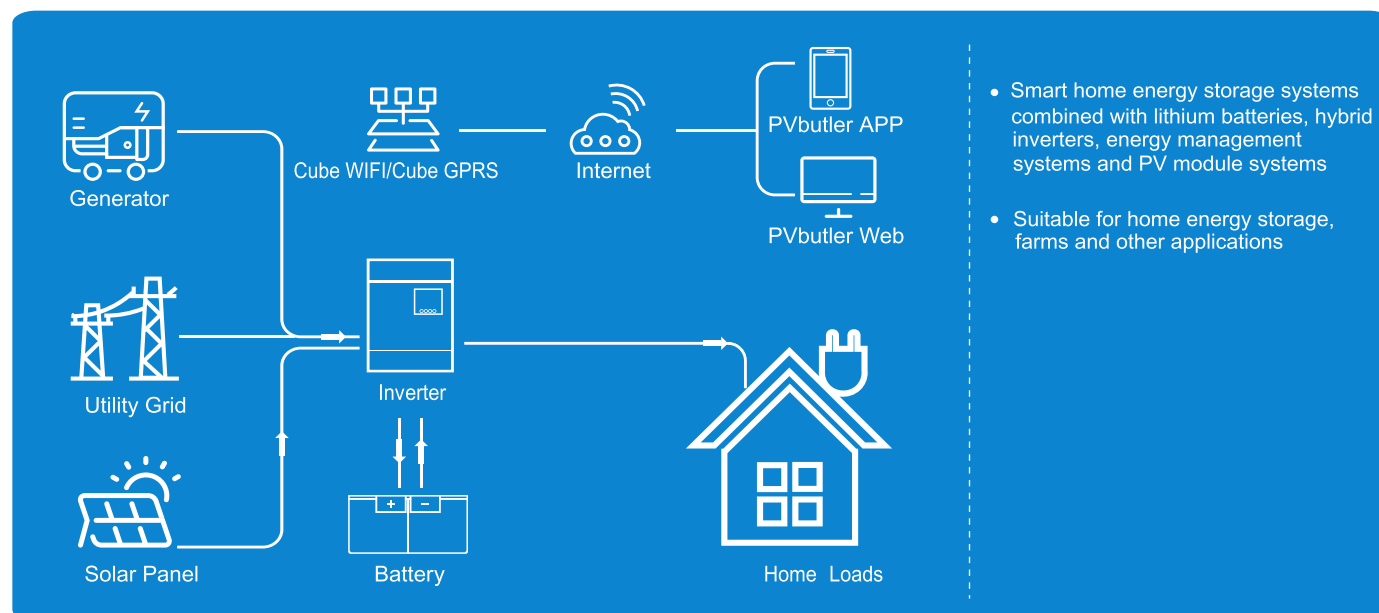 Generator
Cube WIFI/Cube GPRS
Internet
PVbutler APP
PVbutler Web
Utility Grid
Inverter
Solar Panel
+ −
Battery
Home Loads
• Smart home energy storage systems
combined with lithium batteries, hybrid
inverters, energy management
systems and PV module systems
• Suitable for home energy storage,
farms and other applications